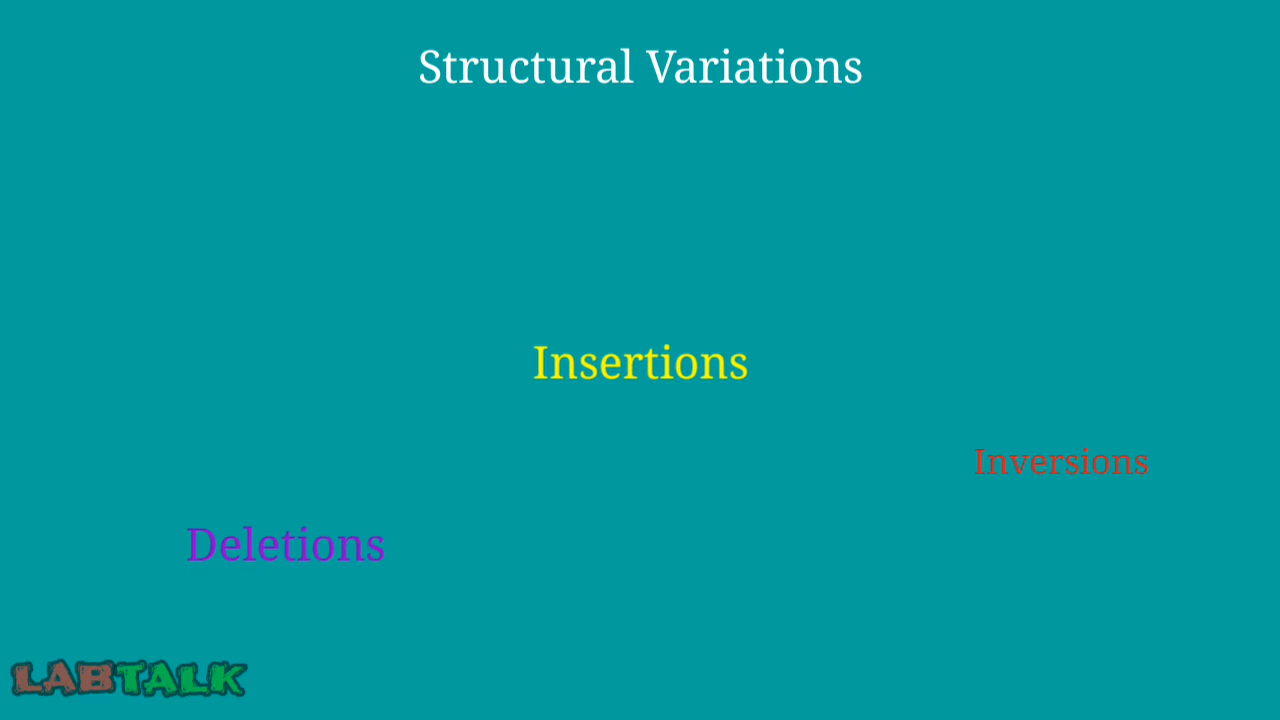 Structural Variations
Insertions
Inversions
Deletions
LABTALK